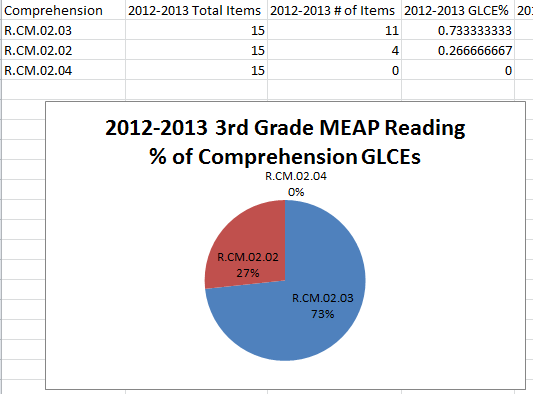 Comprehension 2012-2013 Total Items 2012-2013 # of Items 2012-2013 GLCE% 201
R.CM.02.03 15 11 0.733333333
R.CM.02.02 15 4 0.266666667
R.CM.02.04 15 0 0
2012-2013 3rd Grade MEAP Reading
% of Comprehension GLCEs
R.CM.02.04
0%
R.CM.02.02
27%
R.CM.02.03
73%